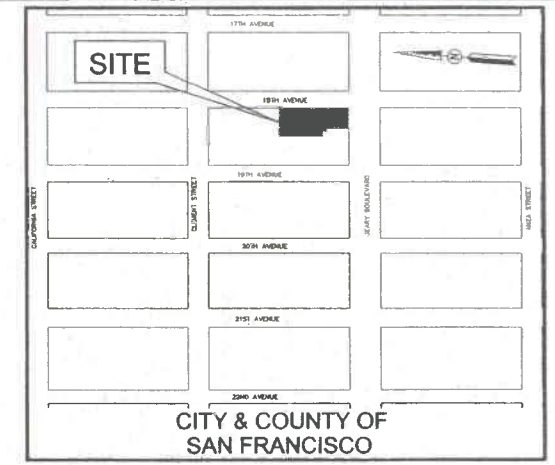 17TH AVENUE
SITE
N
18TH AVENUE
19TH AVENUE
CALIFORNIA STREET
CLEMENT STREET
GEARY BOULEVARD
ANZA STREET
20TH AVENUE
21ST AVENUE
22ND AVENUE
CITY & COUNTY OF
SAN FRANCISCO